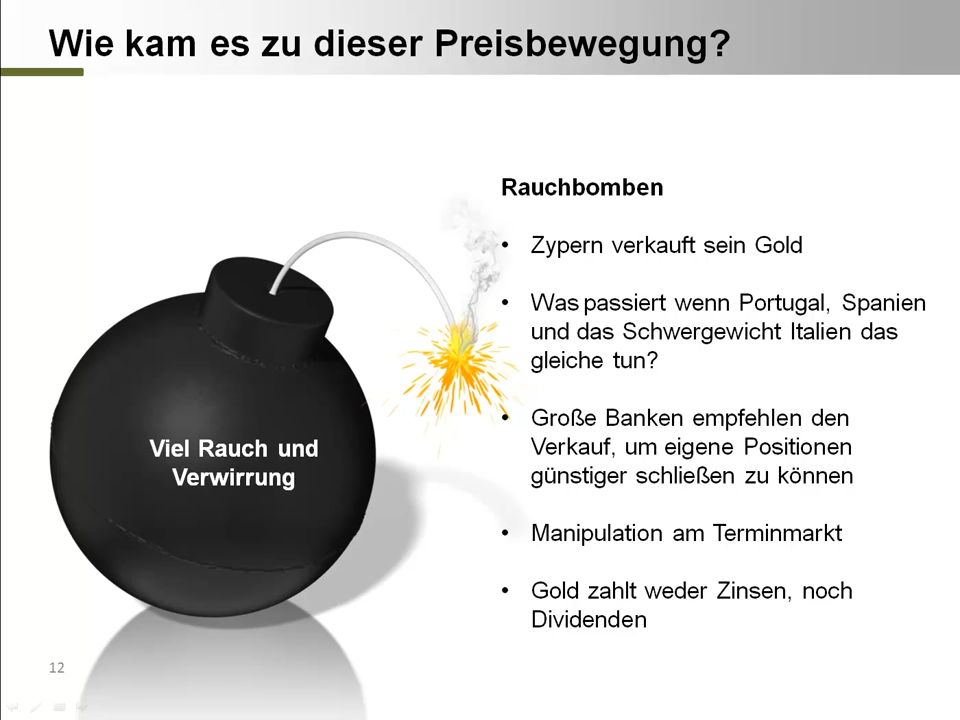 Wie kam es zu dieser Preisbewegung?
Rauchbomben
• Zypern verkauft sein Gold
• Was passiert wenn Portugal, Spanien
und das Schwergewicht Italien das
gleiche tun?
• Große Banken empfehlen den
Verkauf, um eigene Positionen
günstiger schließen zu können
• Manipulation am Terminmarkt
• Gold zahlt weder Zinsen, noch
Dividenden
Viel Rauch und
Verwirrung
12